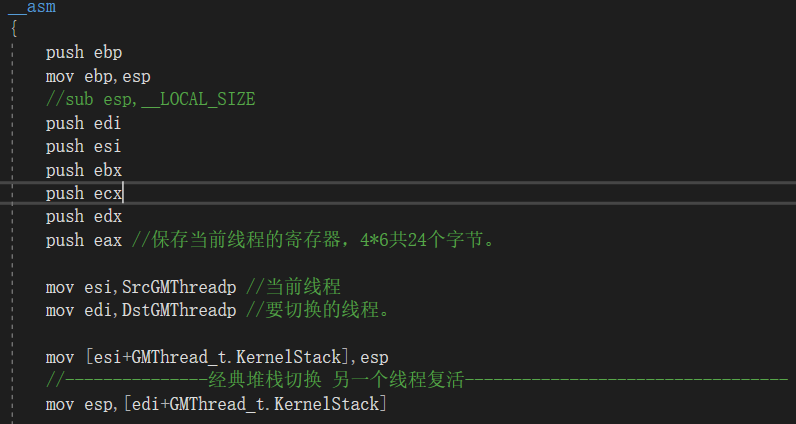 __asm
{
push ebp
mov ebp,esp
//sub esp,__LOCAL_SIZE
push edi
push esi
push ebx
push ecx
push edx
push eax //保存当前线程的寄存器，4*6共24个字节。
mov esi,SrcGMThreadp //当前线程
mov edi,DstGMThreadp //要切换的线程。
mov [esi+GMThread_t.KernelStack],esp
//---------------经典堆栈切换 另一个线程复活----------------------------------
mov esp,[edi+GMThread_t.KernelStack]